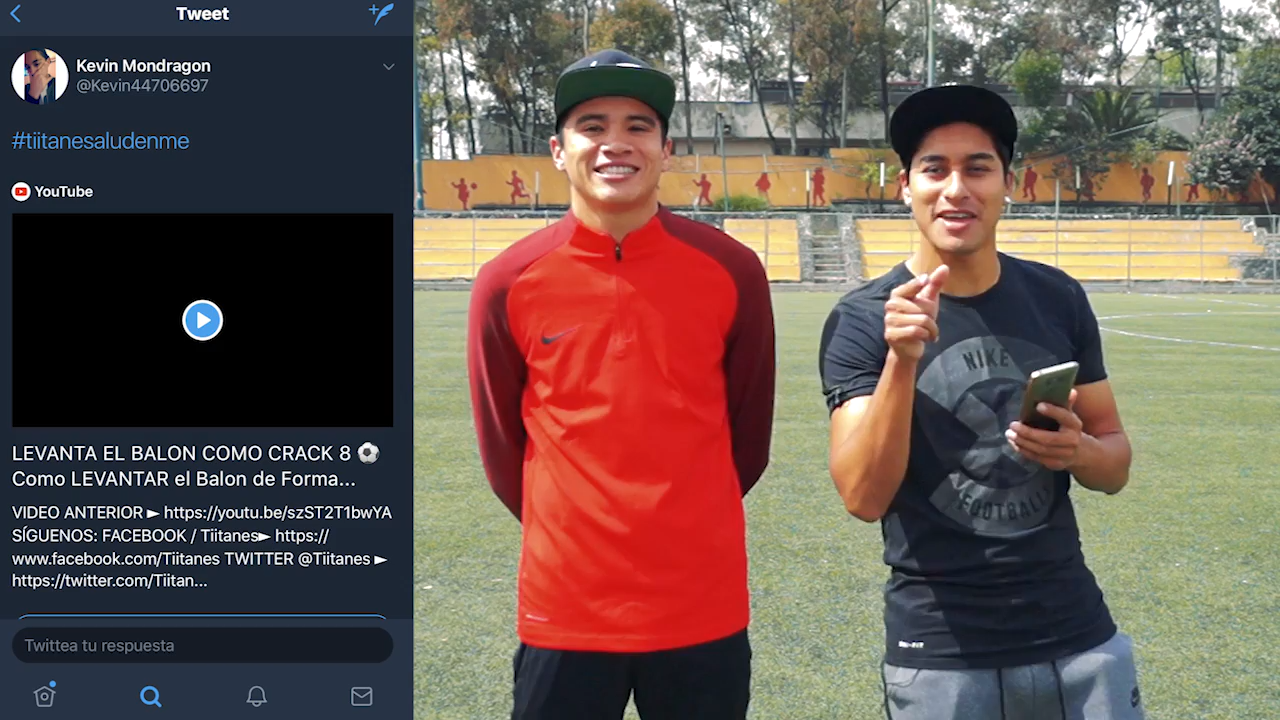 Tweet
Kevin Mondragon
@Kevin44706697
#tiitanesaludenme
YouTube
LEVANTA EL BALON COMO CRACK 8 ⚽
Como LEVANTAR el Balon de Forma...
VIDEO ANTERIOR ► https://youtu.be/szST2T1bwYA
SÍGUENOS: FACEBOOK / Tiitanes► https://
www.facebook.com/Tiitanes TWITTER @Tiitanes ►
https://twitter.com/Tiitan...
Twittea tu respuesta
NIKE
FOOTBALL
DRI-FIT